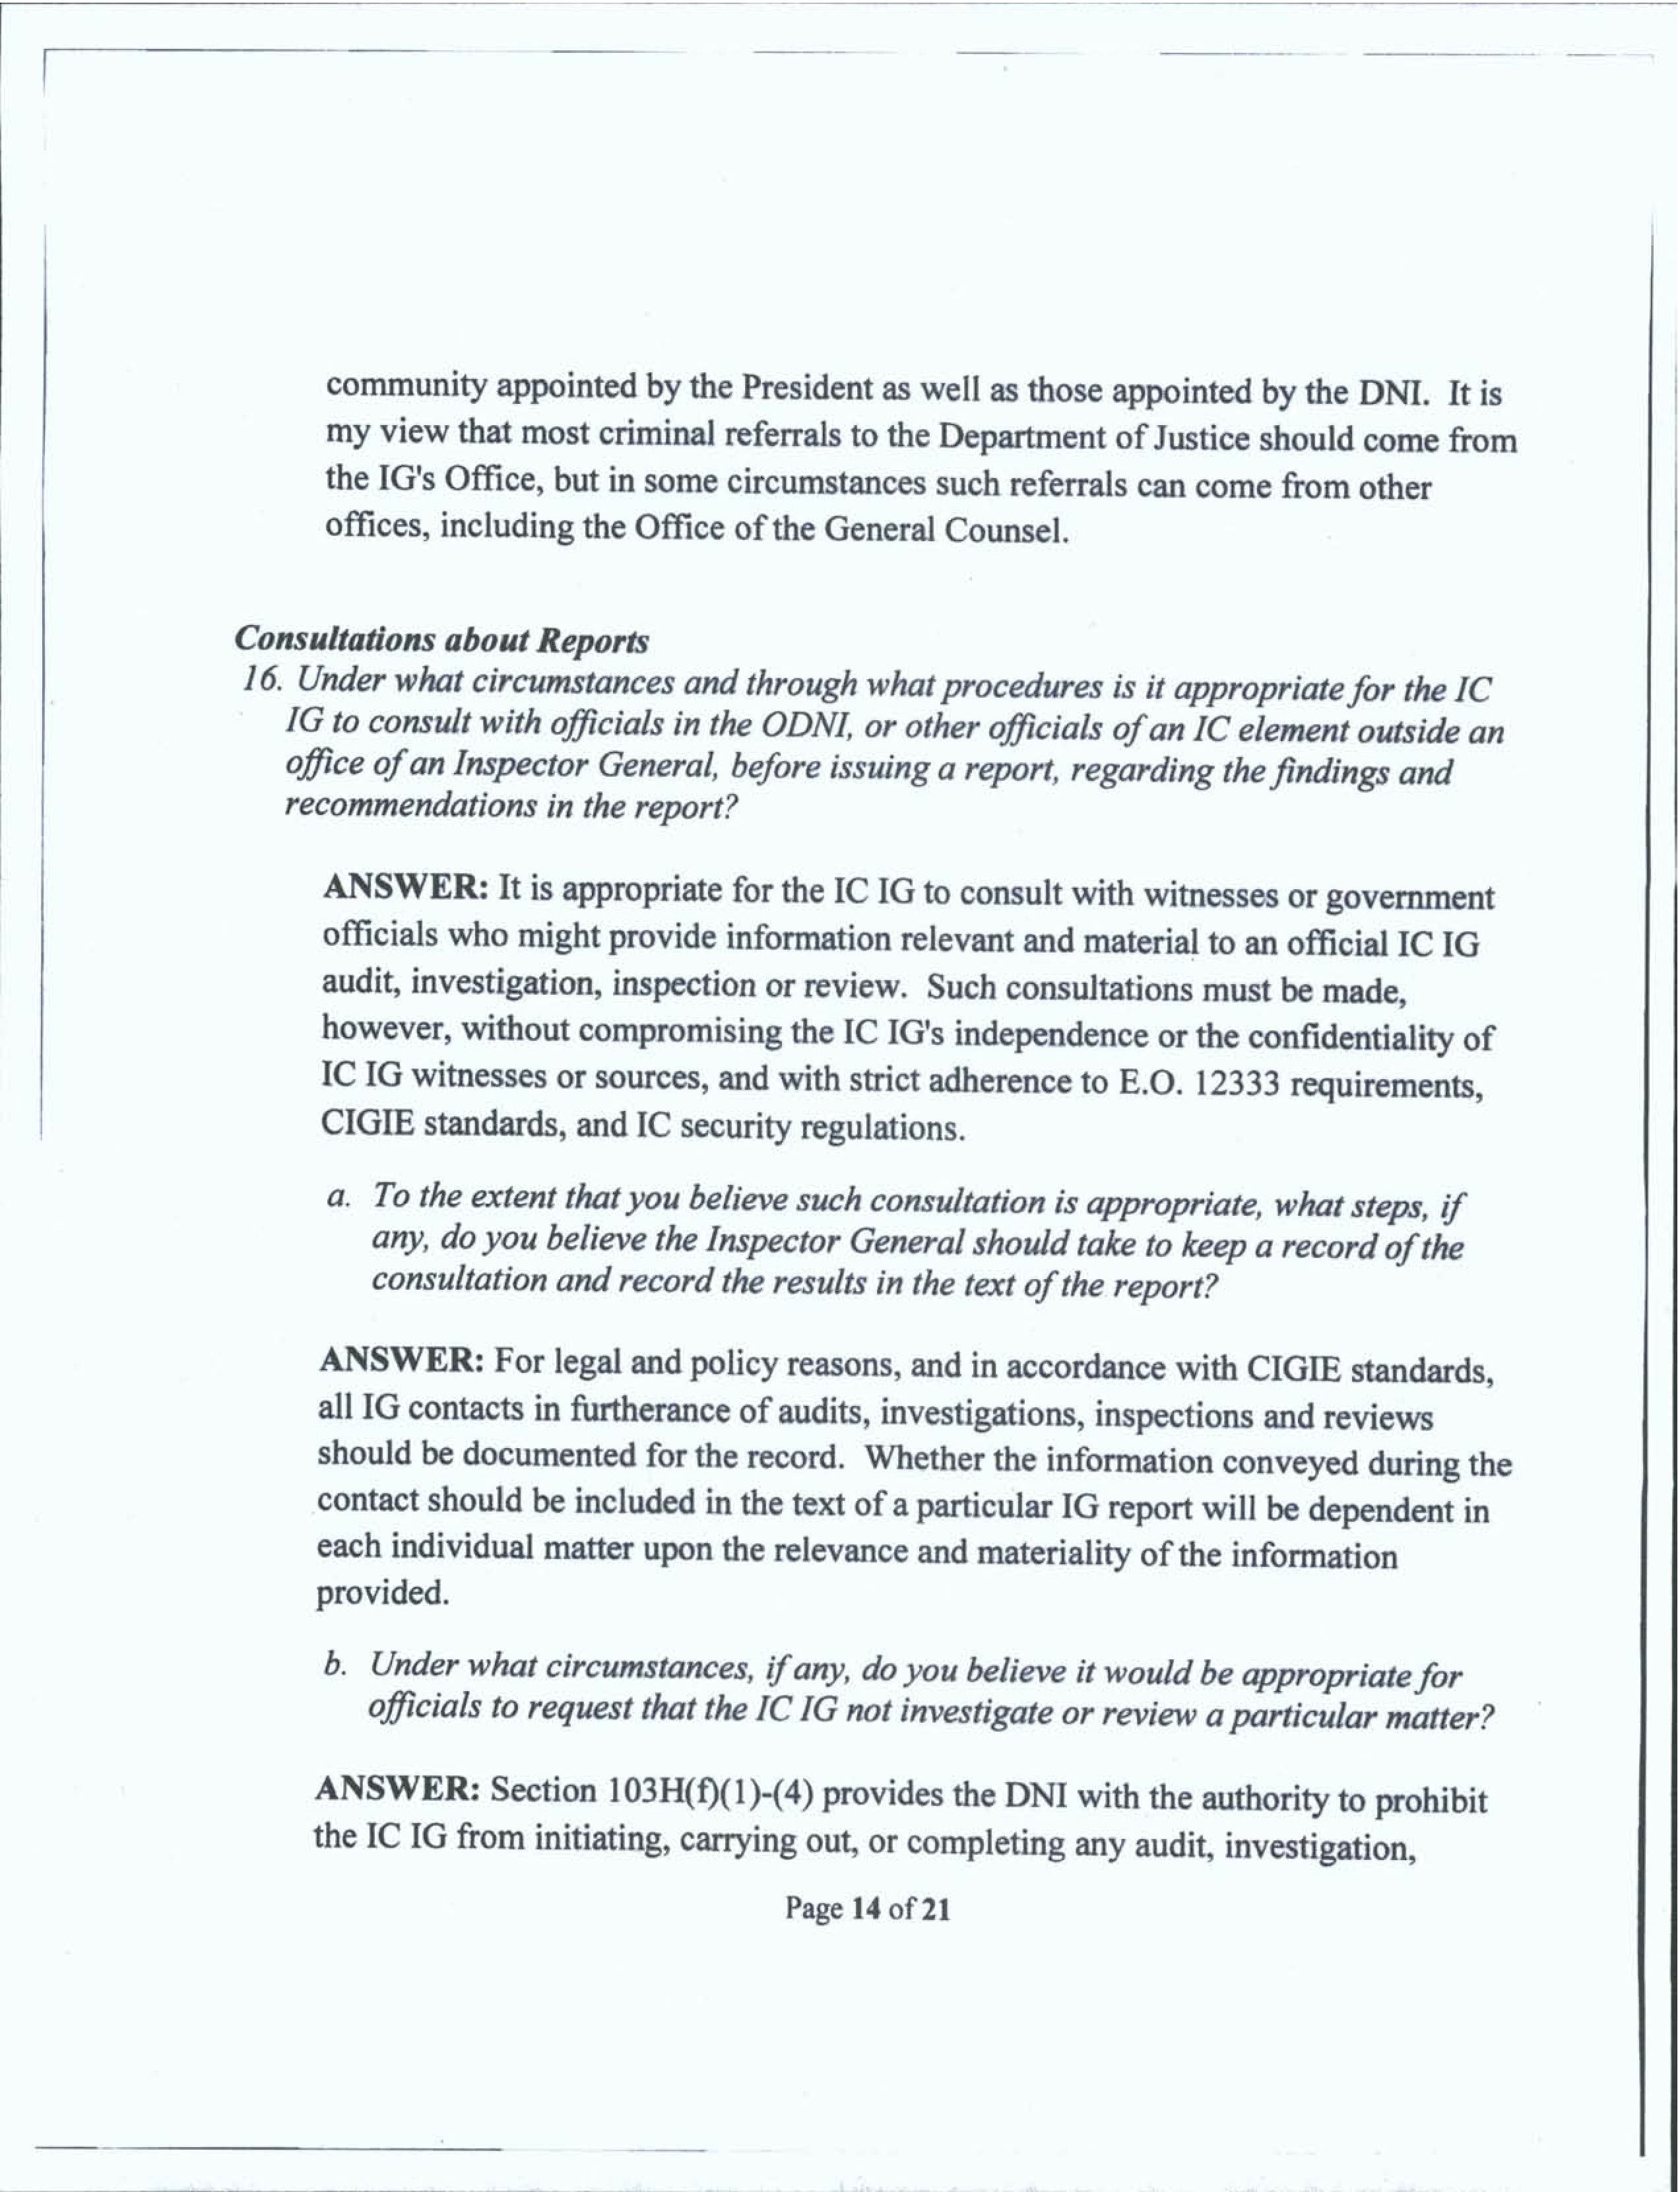 community appointed by the President as well as those appointed by the DNI. It is
my view that most criminal referrals to the Department of Justice should come from
the IG's Office, but in some circumstances such referrals can come from other
offices, including the Office of the General Counsel.
Consultations about Reports
16. Under what circumstances and through what procedures is it appropriate for the IC
IG to consult with officials in the ODNI, or other officials of an IC element outside an
office of an Inspector General, before issuing a report, regarding the findings and
recommendations in the report?
ANSWER: It is appropriate for the IC IG to consult with witnesses or government
officials who might provide information relevant and material to an official IC IG
audit, investigation, inspection or review. Such consultations must be made,
however, without compromising the IC IG's independence or the confidentiality of
IC IG witnesses or sources, and with strict adherence to E.O. 12333 requirements,
CIGIE standards, and IC security regulations.
a. To the extent that you believe such consultation is appropriate, what steps, if
any, do you believe the Inspector General should take to keep a record of the
consultation and record the results in the text of the report?
ANSWER: For legal and policy reasons, and in accordance with CIGIE standards,
all IG contacts in furtherance of audits, investigations, inspections and reviews
should be documented for the record. Whether the information conveyed during the
contact should be included in the text of a particular IG report will be dependent in
each individual matter upon the relevance and materiality of the information
provided.
b. Under what circumstances, if any, do you believe it would be appropriate for
officials to request that the IC IG not investigate or review a particular matter?
ANSWER: Section 103H(f)(1)-(4) provides the DNI with the authority to prohibit
the IC IG from initiating, carrying out, or completing any audit, investigation,
Page 14 of 21